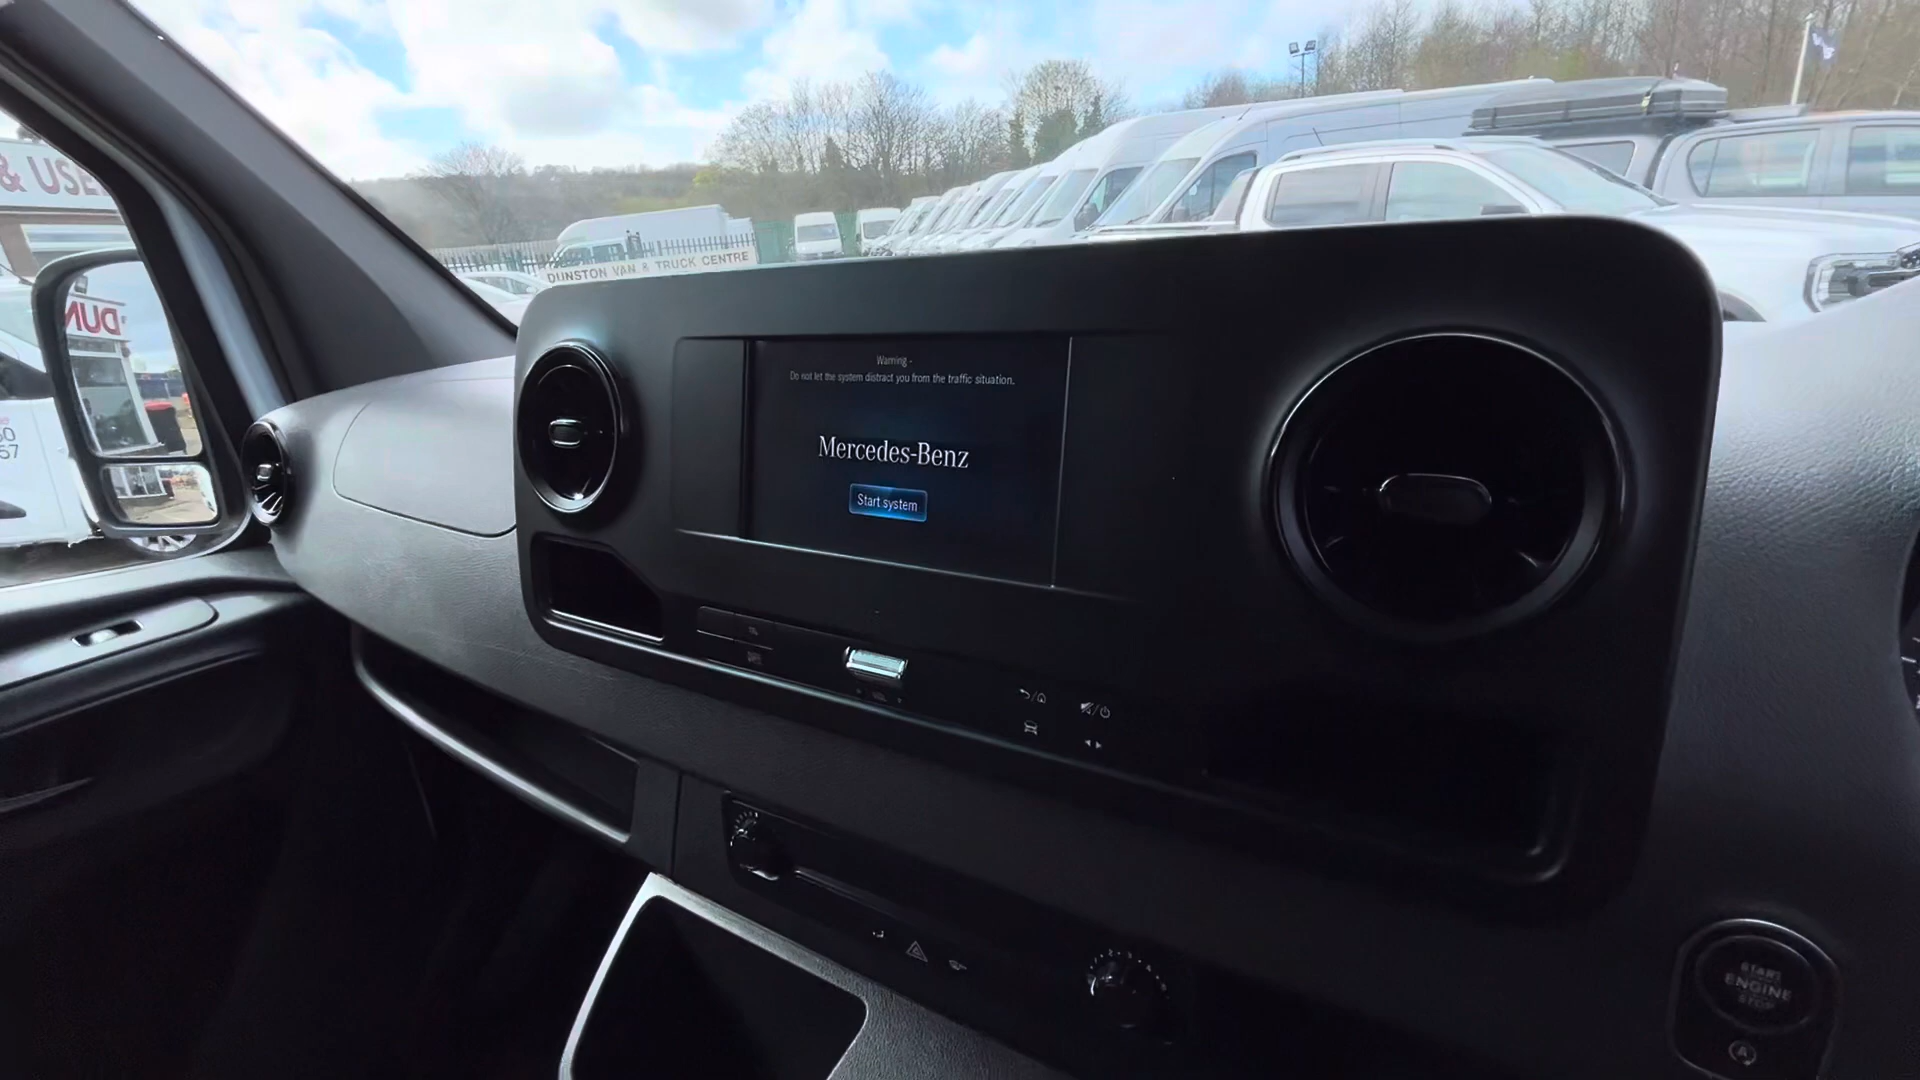 & USE
DUN
DUNSTON VAN & TRUCK CENTRE
Warning -
Do not let the system distract you from the traffic situation.
Mercedes-Benz
Start system
START
ENGINE
STOP
A